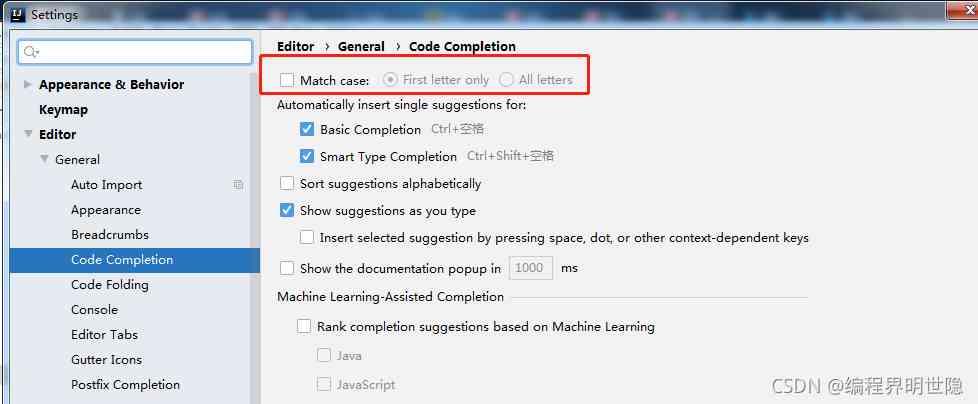 IJ Settings
Editor › General › Code Completion
Match case: First letter only All letters
Appearance & Behavior
Automatically insert single suggestions for:
Keymap
Basic Completion Ctrl+空格
Editor
Smart Type Completion Ctrl+Shift+空格
General
Auto Import
Sort suggestions alphabetically
Appearance
Show suggestions as you type
Breadcrumbs
Insert selected suggestion by pressing space, dot, or other context-dependent keys
Code Completion
Show the documentation popup in 1000 ms
Code Folding
Machine Learning-Assisted Completion
Console
Rank completion suggestions based on Machine Learning
Editor Tabs
Java
Gutter Icons
JavaScript
Postfix Completion
CSDN @编程界明世隐